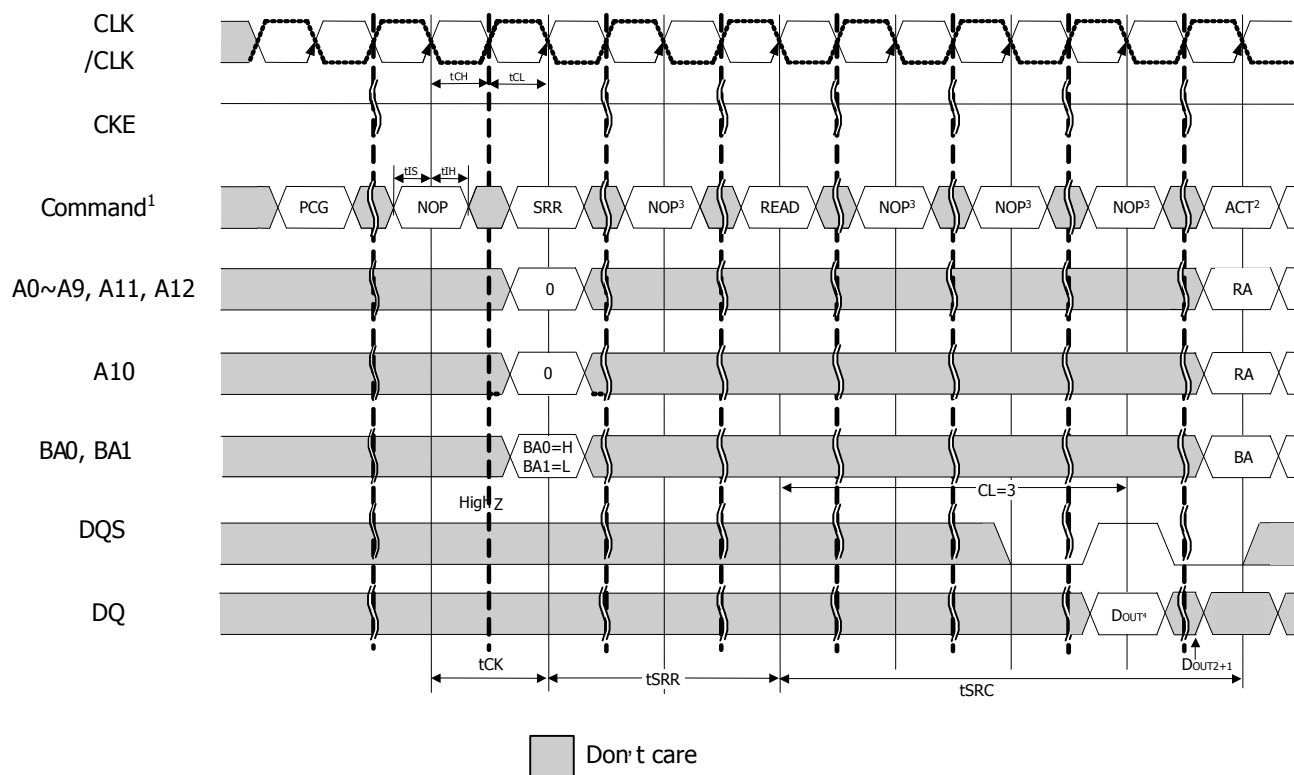 CLK
/CLK
tCH tCL
CKE
tIS tIH
Command¹ PCG NOP SRR NOP³ READ NOP³ NOP³ NOP³ ACT²
A0~A9, A11, A12 0 RA
A10 0 RA
BA0, BA1 BA0=H BA
BA1=L
CL=3
High Z
DQS
DQ DOUT⁴
DOUT2+1
tCK tSRR tSRC
Don't care